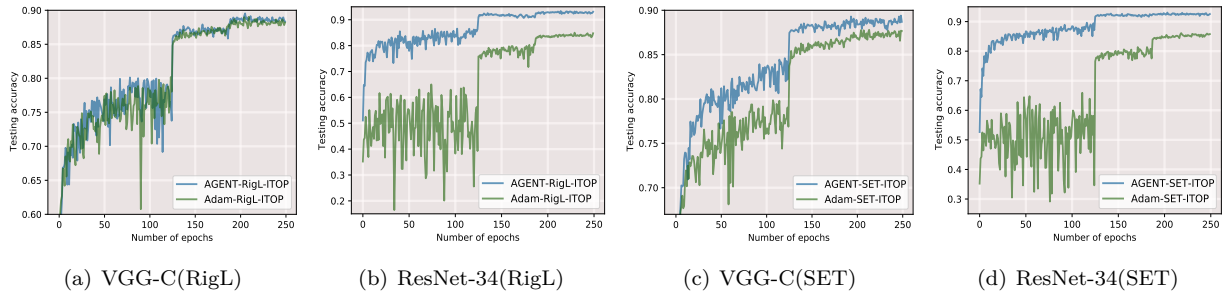 Testing accuracy
0.90
0.85
0.80
0.75
0.70
0.65
0.60
0 50 100 150 200 250
Number of epochs
AGENT-RigL-ITOP
Adam-RigL-ITOP
(a) VGG-C(RigL)
Testing accuracy
0.9
0.8
0.7
0.6
0.5
0.4
0.3
0.2
0 50 100 150 200 250
Number of epochs
AGENT-RigL-ITOP
Adam-RigL-ITOP
(b) ResNet-34(RigL)
Testing accuracy
0.90
0.85
0.80
0.75
0.70
0 50 100 150 200 250
Number of epochs
AGENT-SET-ITOP
Adam-SET-ITOP
(c) VGG-C(SET)
Testing accuracy
0.9
0.8
0.7
0.6
0.5
0.4
0.3
0 50 100 150 200 250
Number of epochs
AGENT-SET-ITOP
Adam-SET-ITOP
(d) ResNet-34(SET)